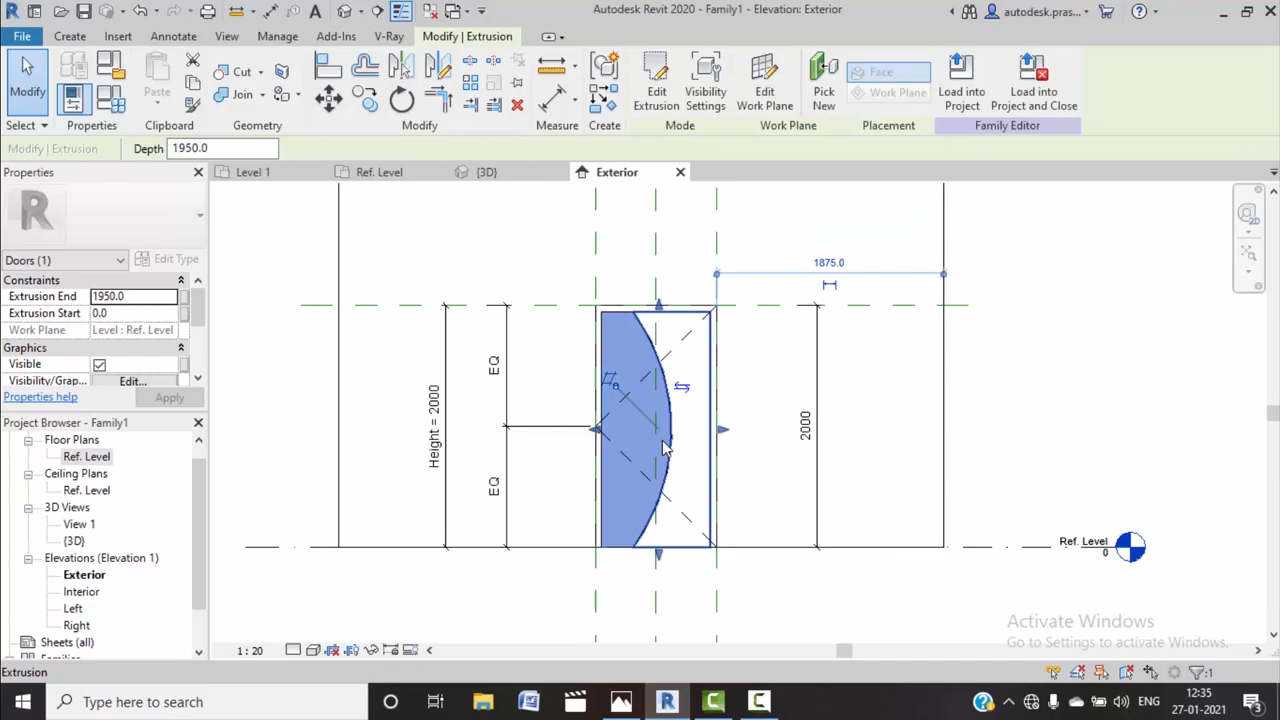 Autodesk Revit 2020 - Family1 - Elevation: Exterior
autodesk.pras...
File Create Insert Annotate View Manage Add-Ins V-Ray Modify | Extrusion
Modify
Paste
Cut
Join
Edit Extrusion
Visibility Settings
Edit Work Plane
Pick New
Face
Work Plane
Load into Project
Load into Project and Close
Select Properties Clipboard Geometry Modify Measure Create Mode Work Plane Placement Family Editor
Modify | Extrusion Depth 1950.0
Properties
Level 1 Ref. Level {3D} Exterior
R
Doors (1) Edit Type
Constraints
Extrusion End 1950.0
Extrusion Start 0.0
Work Plane Level : Ref. Level
Graphics
Visible
Visibility/Grap... Edit...
Properties help Apply
Project Browser - Family1
Floor Plans
Ref. Level
Ceiling Plans
Ref. Level
3D Views
View 1
{3D}
Elevations (Elevation 1)
Exterior
Interior
Left
Right
Sheets (all)
1875.0
EQ
Height = 2000
EQ
2000
Ref. Level
0
Activate Windows
Go to Settings to activate Windows.
1 : 20
Extrusion
:1
Type here to search
ENG
12:35
27-01-2021
3